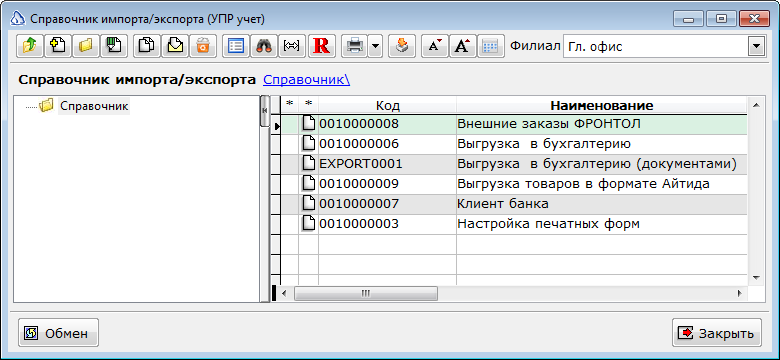 Справочник импорта/экспорта (УПР учет)
R A A Филиал Гл. офис
Справочник импорта/экспорта Справочник\
Справочник
* * Код Наименование
0010000008 Внешние заказы ФРОНТОЛ
0010000006 Выгрузка в бухгалтерию
EXPORT0001 Выгрузка в бухгалтерию (документами)
0010000009 Выгрузка товаров в формате Айтида
0010000007 Клиент банка
0010000003 Настройка печатных форм
Обмен Закрыть